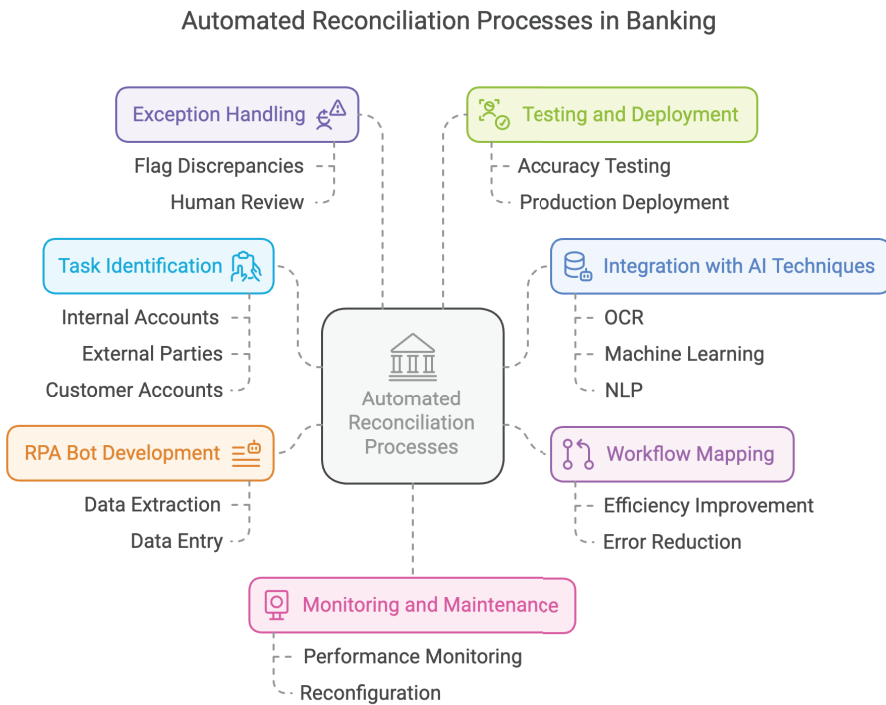 Automated Reconciliation Processes in Banking
Exception Handling
Flag Discrepancies
Human Review
Testing and Deployment
Accuracy Testing
Production Deployment
Task Identification
Internal Accounts
External Parties
Customer Accounts
Integration with AI Techniques
OCR
Machine Learning
NLP
Automated
Reconciliation
Processes
RPA Bot Development
Data Extraction
Data Entry
Workflow Mapping
Efficiency Improvement
Error Reduction
Monitoring and Maintenance
Performance Monitoring
Reconfiguration